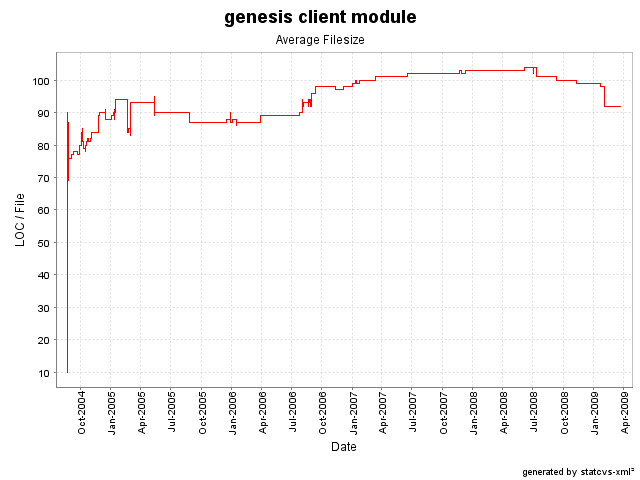 genesis client module
Average Filesize
100
90
80
70
60
50
40
30
20
10
LOC / File
Oct-2004
Jan-2005
Apr-2005
Jul-2005
Oct-2005
Jan-2006
Apr-2006
Jul-2006
Oct-2006
Jan-2007
Apr-2007
Jul-2007
Oct-2007
Jan-2008
Apr-2008
Jul-2008
Oct-2008
Jan-2009
Apr-2009
Date
generated by statcvs-xml²